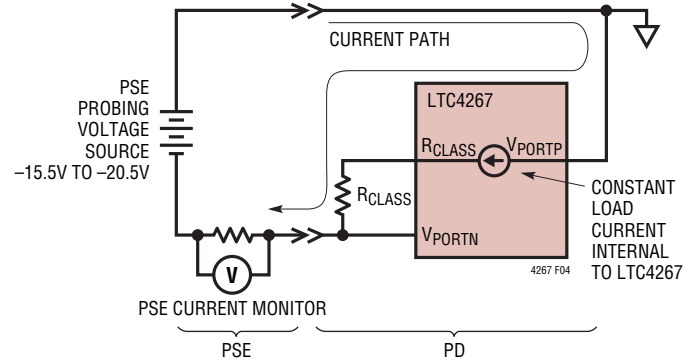 CURRENT PATH
PSE
PROBING
VOLTAGE
SOURCE
–15.5V TO –20.5V
LTC4267
RCLASS
VPORTP
RCLASS
VPORTN
CONSTANT
LOAD
CURRENT
INTERNAL
TO LTC4267
4267 F04
V
PSE CURRENT MONITOR
PSE
PD